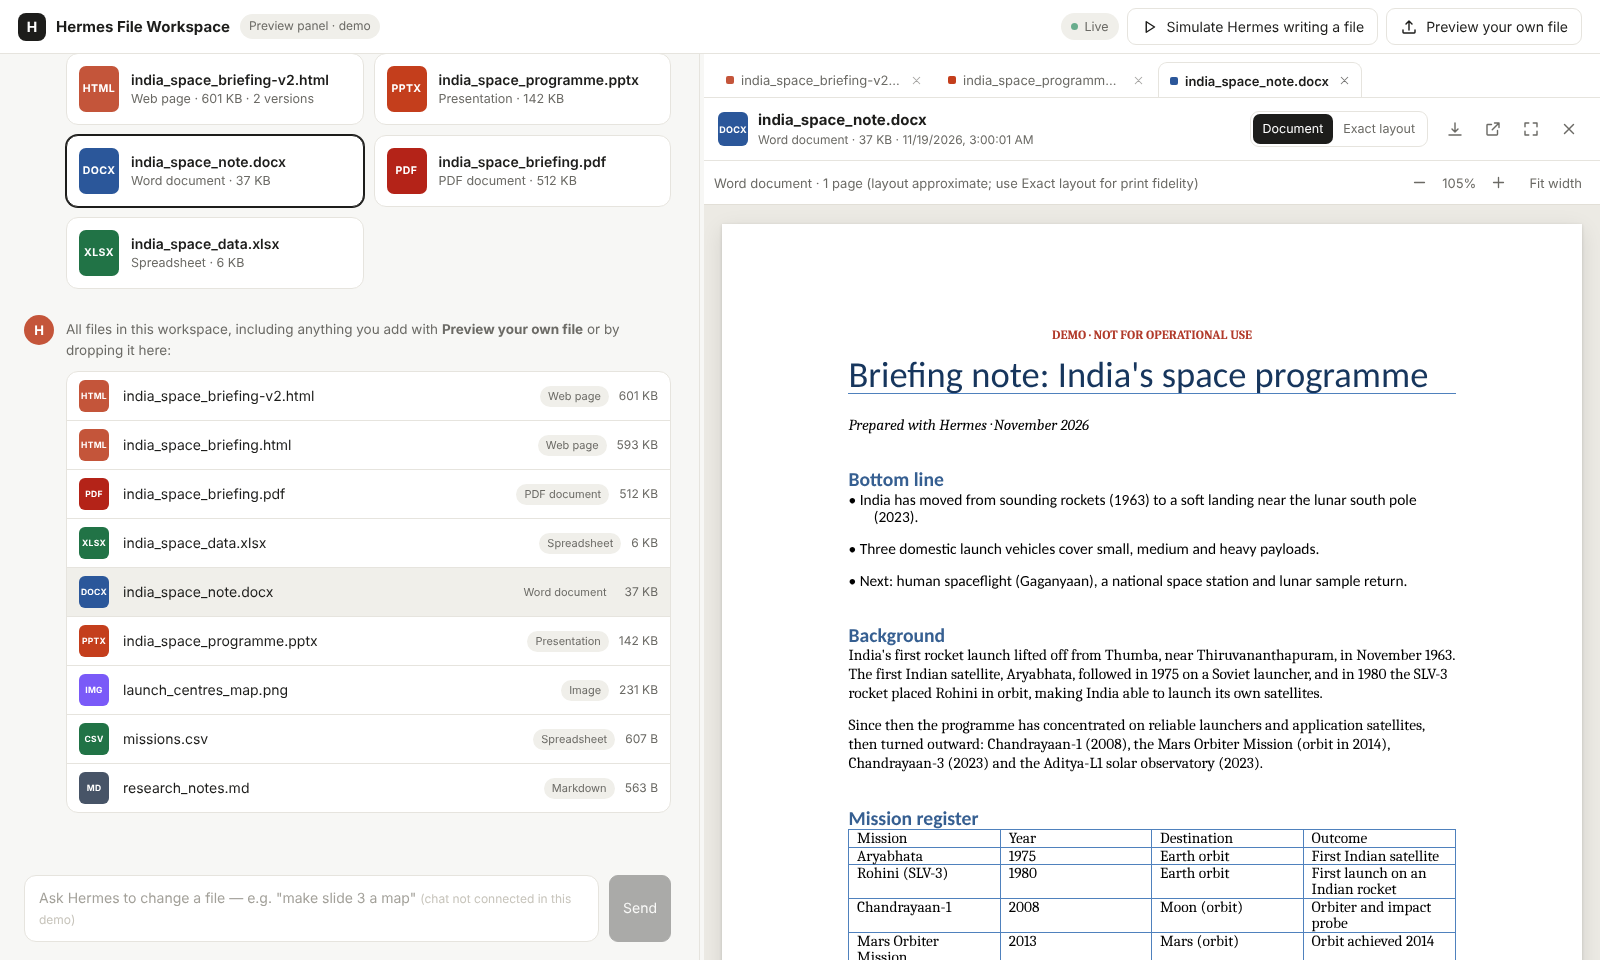 H Hermes File Workspace Preview panel · demo
Live Simulate Hermes writing a file Preview your own file
HTML india_space_briefing-v2.html
Web page · 601 KB · 2 versions
PPTX india_space_programme.pptx
Presentation · 142 KB
DOCX india_space_note.docx
Word document · 37 KB
PDF india_space_briefing.pdf
PDF document · 512 KB
XLSX india_space_data.xlsx
Spreadsheet · 6 KB
H All files in this workspace, including anything you add with Preview your own file or by
dropping it here:
HTML india_space_briefing-v2.html Web page 601 KB
HTML india_space_briefing.html Web page 593 KB
PDF india_space_briefing.pdf PDF document 512 KB
XLSX india_space_data.xlsx Spreadsheet 6 KB
DOCX india_space_note.docx Word document 37 KB
PPTX india_space_programme.pptx Presentation 142 KB
IMG launch_centres_map.png Image 231 KB
CSV missions.csv Spreadsheet 607 B
MD research_notes.md Markdown 563 B
Ask Hermes to change a file — e.g. "make slide 3 a map" (chat not connected in this
demo)
Send
india_space_briefing-v2... india_space_programm... india_space_note.docx
DOCX india_space_note.docx
Word document · 37 KB · 11/19/2026, 3:00:01 AM
Document Exact layout
Word document · 1 page (layout approximate; use Exact layout for print fidelity)
105% Fit width
DEMO · NOT FOR OPERATIONAL USE
Briefing note: India's space programme
Prepared with Hermes · November 2026
Bottom line
• India has moved from sounding rockets (1963) to a soft landing near the lunar south pole
(2023).
• Three domestic launch vehicles cover small, medium and heavy payloads.
• Next: human spaceflight (Gaganyaan), a national space station and lunar sample return.
Background
India's first rocket launch lifted off from Thumba, near Thiruvananthapuram, in November 1963.
The first Indian satellite, Aryabhata, followed in 1975 on a Soviet launcher, and in 1980 the SLV-3
rocket placed Rohini in orbit, making India able to launch its own satellites.
Since then the programme has concentrated on reliable launchers and application satellites,
then turned outward: Chandrayaan-1 (2008), the Mars Orbiter Mission (orbit in 2014),
Chandrayaan-3 (2023) and the Aditya-L1 solar observatory (2023).
Mission register
Mission Year Destination Outcome
Aryabhata 1975 Earth orbit First Indian satellite
Rohini (SLV-3) 1980 Earth orbit First launch on an
Indian rocket
Chandrayaan-1 2008 Moon (orbit) Orbiter and impact
probe
Mars Orbiter 2013 Mars (orbit) Orbit achieved 2014
Mission